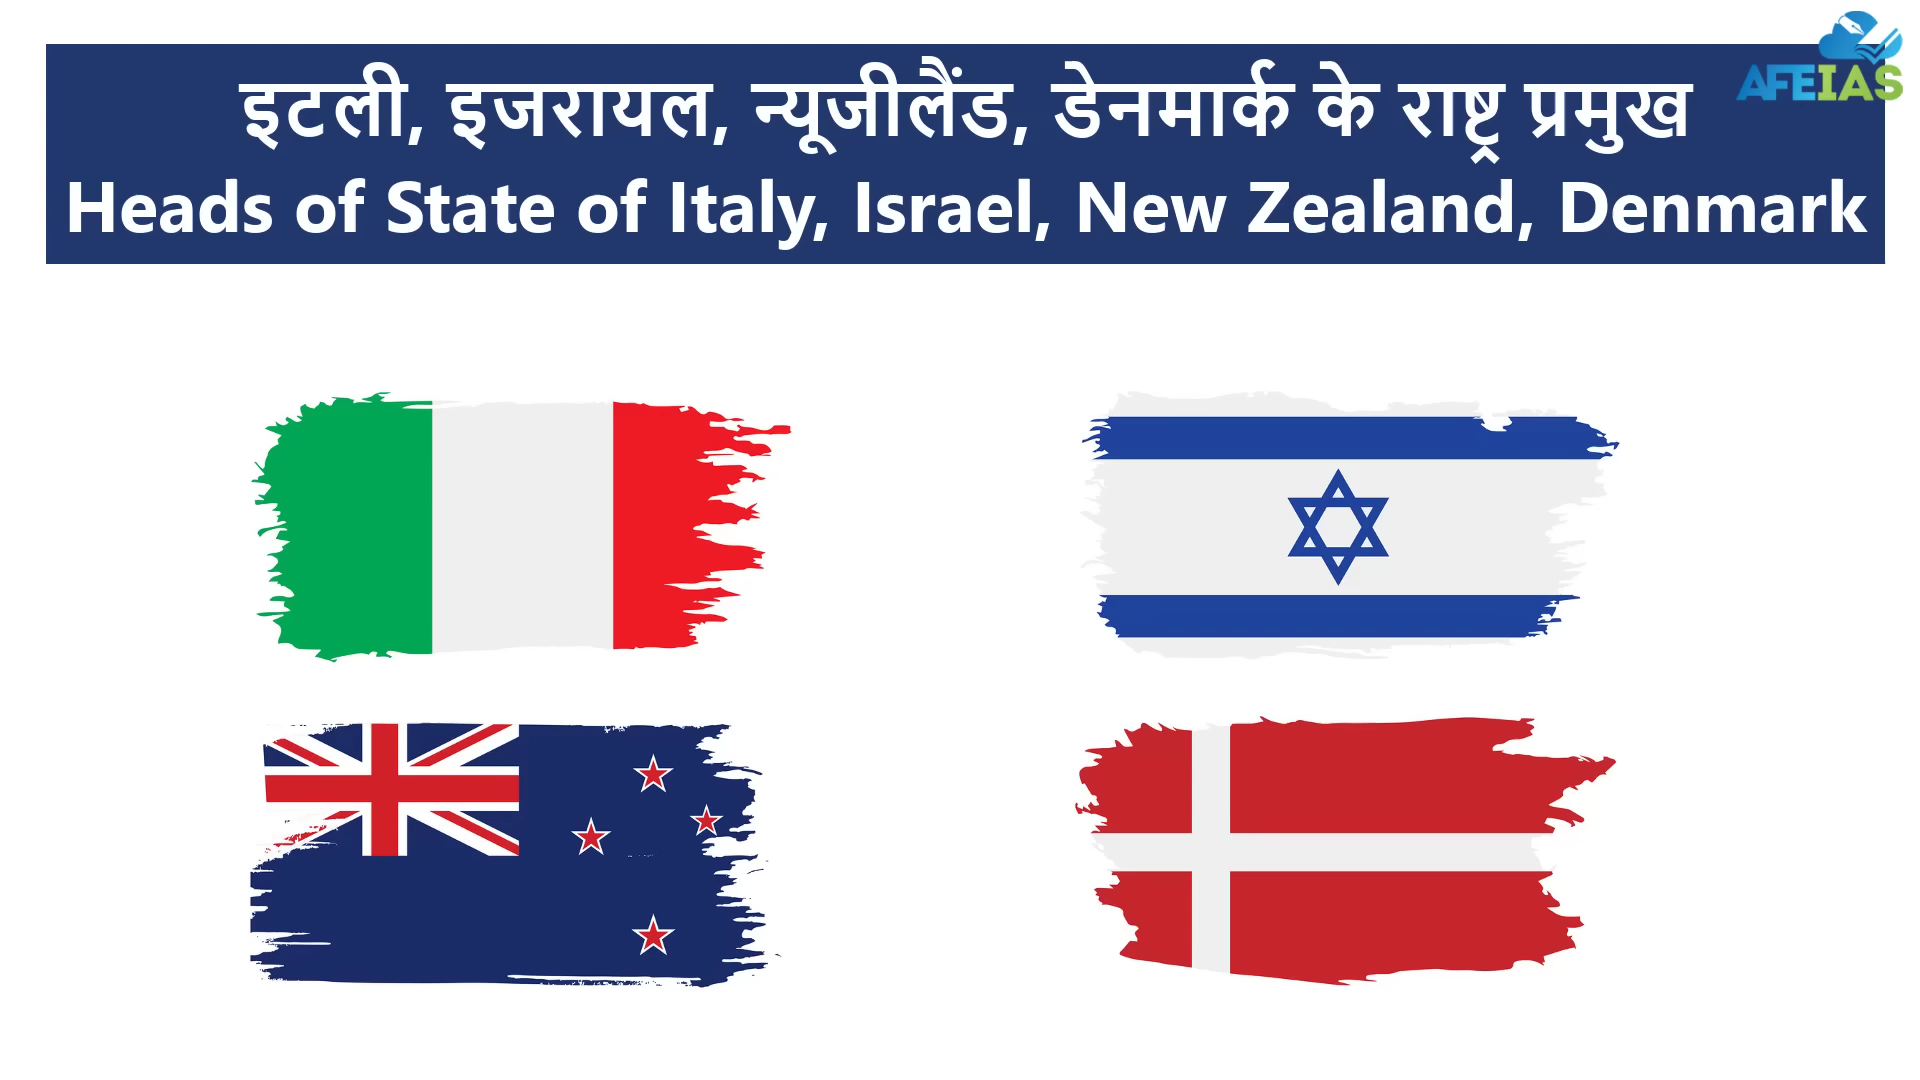 इटली, इजरायल, न्यूजीलैंड, डेनमार्क के राष्ट्र प्रमुख
Heads of State of Italy, Israel, New Zealand, Denmark
AFEIAS